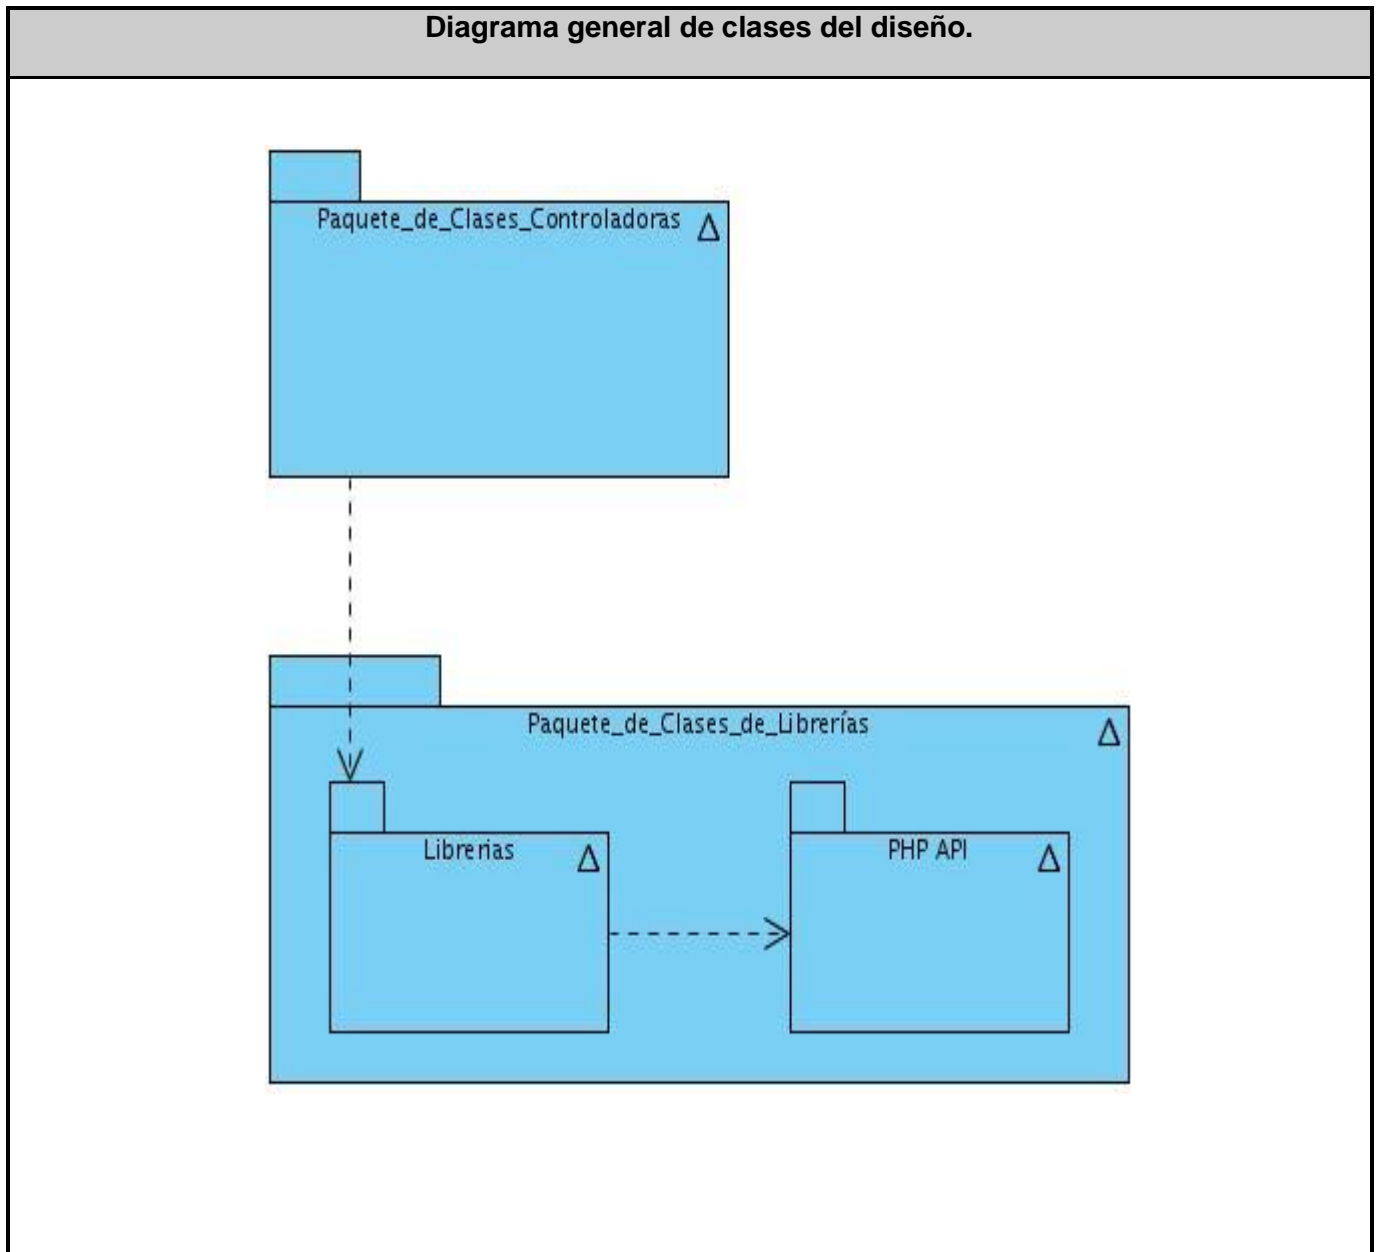 Diagrama general de clases del diseño.
Paquete_de_Clases_Controladoras
Paquete_de_Clases_de_Librerías
Librerias
PHP API